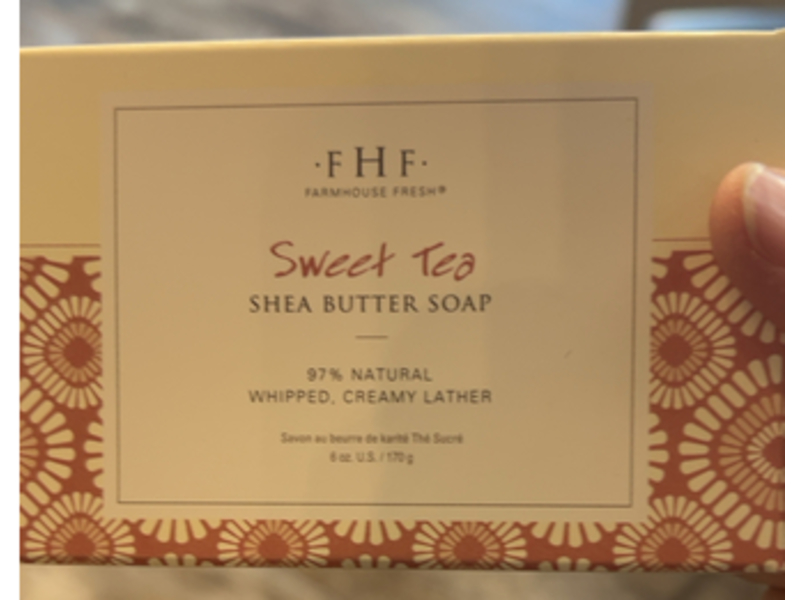 ·FHF·
FARMHOUSE FRESH®
Sweet Tea
SHEA BUTTER SOAP
97% NATURAL
WHIPPED, CREAMY LATHER
Savon au beurre de karité Thé Sucré
6 oz. U.S. / 170 g